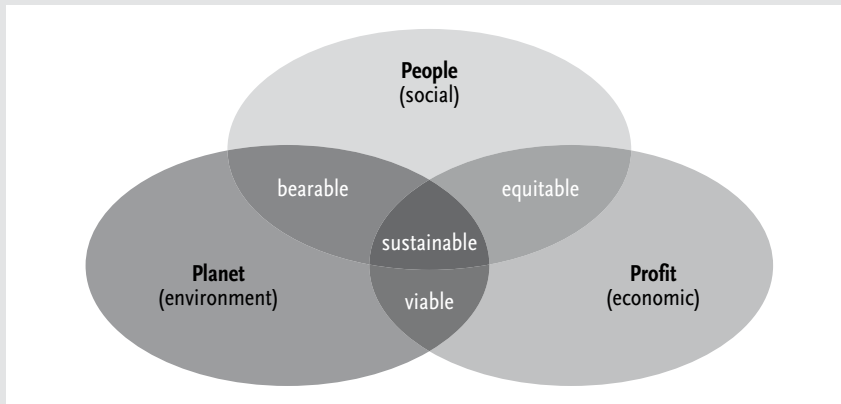 People
(social)
bearable
equitable
sustainable
Planet
(environment)
Profit
(economic)
viable